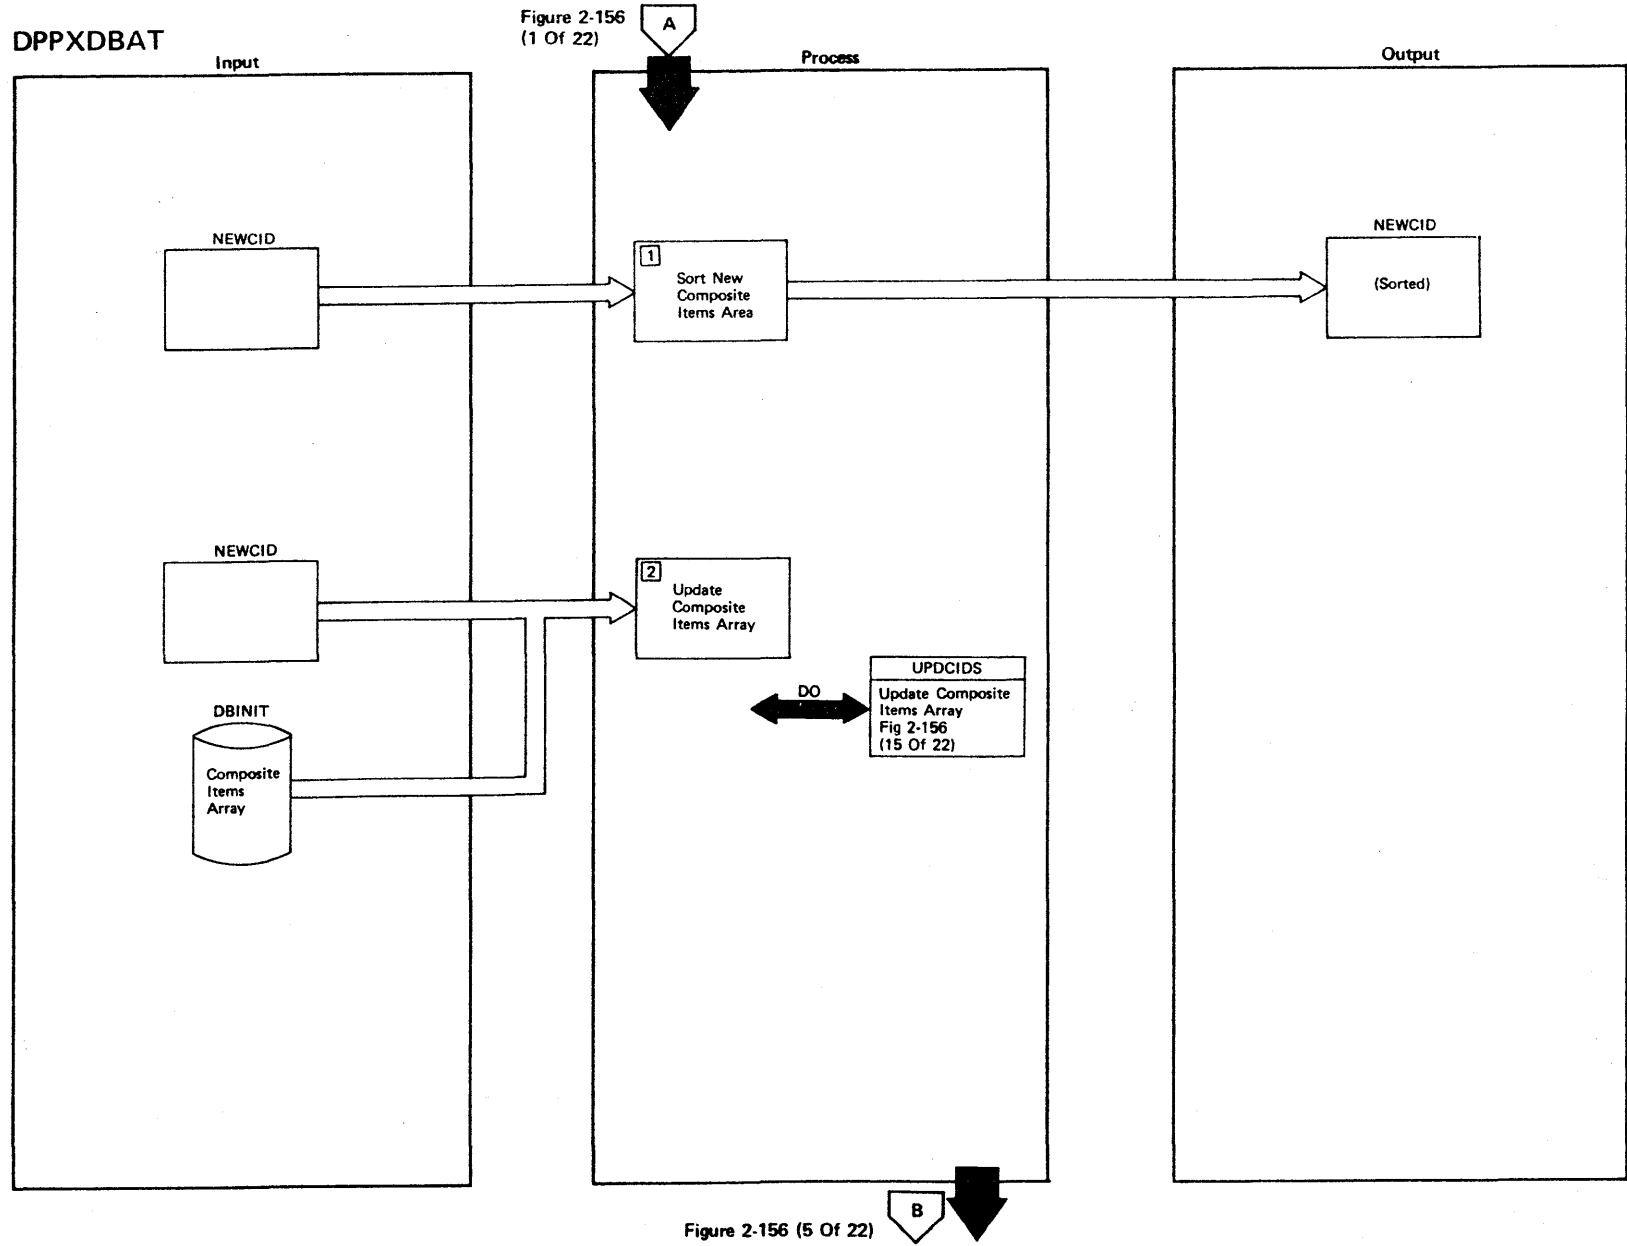 DPPXDBAT
Figure 2-156
(1 Of 22)
A
Input
Process
Output
NEWCID
1
Sort New
Composite
Items Area
NEWCID
(Sorted)
NEWCID
2
Update
Composite
Items Array
DBINIT
Composite
Items
Array
DO
UPDCIDS
Update Composite
Items Array
Fig 2-156
(15 Of 22)
B
Figure 2-156 (5 Of 22)